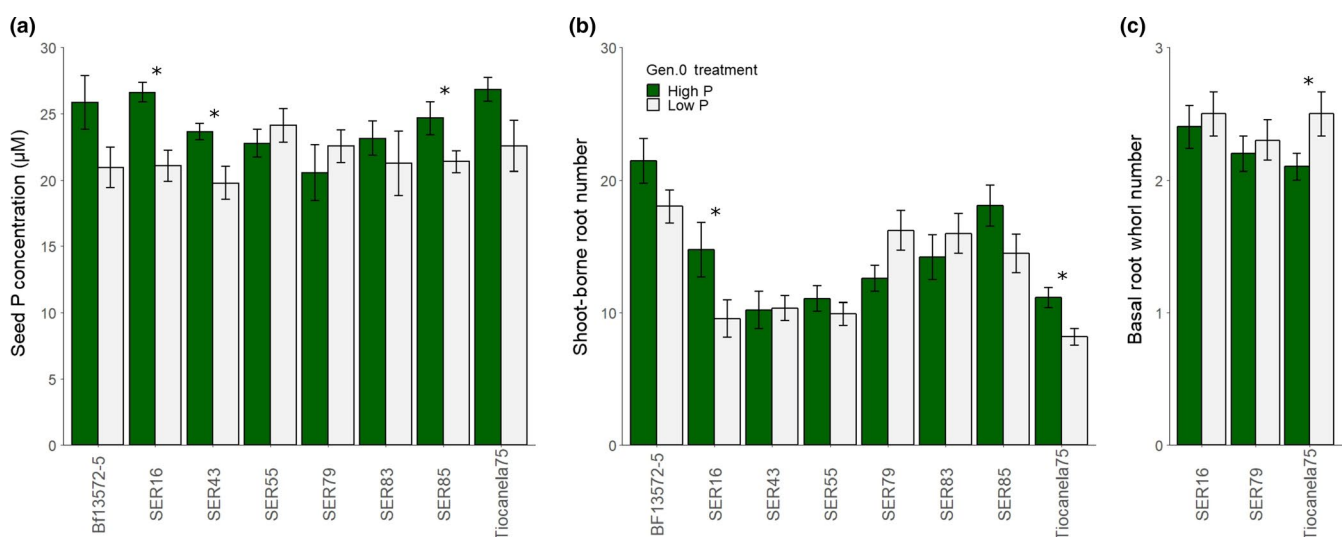 (a)
Seed P concentration (µM)
30
25
20
15
10
5
0
*
*
*
Bf13572-5
SER16
SER43
SER55
SER79
SER83
SER85
Tiocanela75
(b)
Shoot-borne root number
30
20
10
0
Gen.0 treatment
High P
Low P
*
*
BF13572-5
SER16
SER43
SER55
SER79
SER83
SER85
Tiocanela75
(c)
Basal root whorl number
3
2
1
0
*
SER16
SER79
Tiocanela75